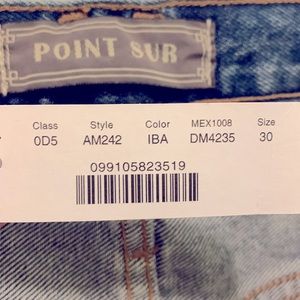 POINT SUR
Class Style Color MEX1008 Size
0D5 AM242 IBA DM4235 30
099105823519